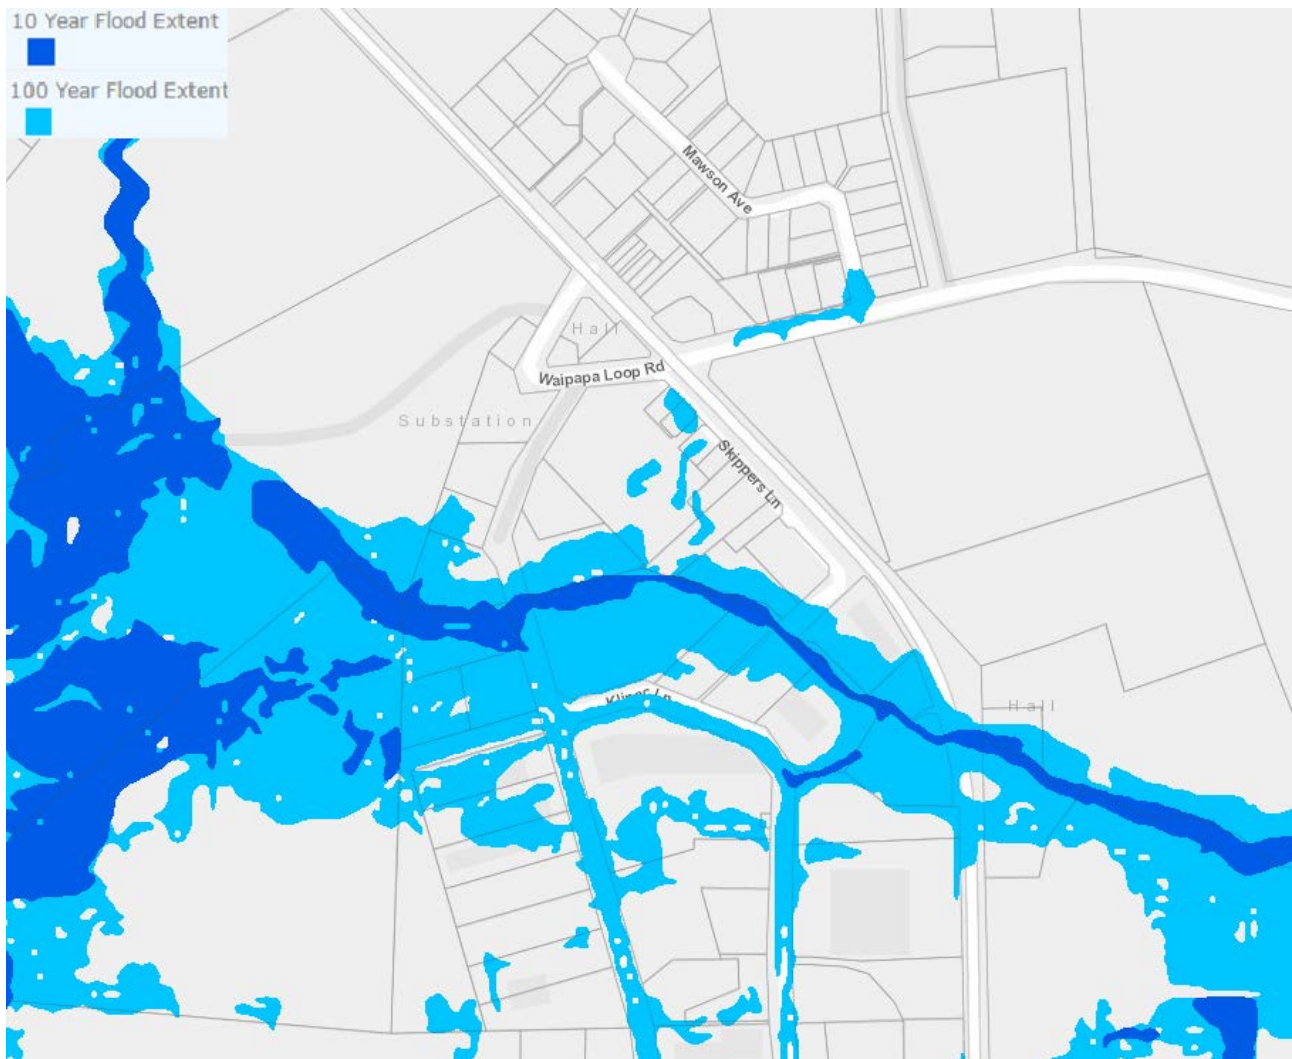 10 Year Flood Extent
100 Year Flood Extent
Mawson Ave
Hall
Waipapa Loop Rd
Substation
Skippers Ln
Hall